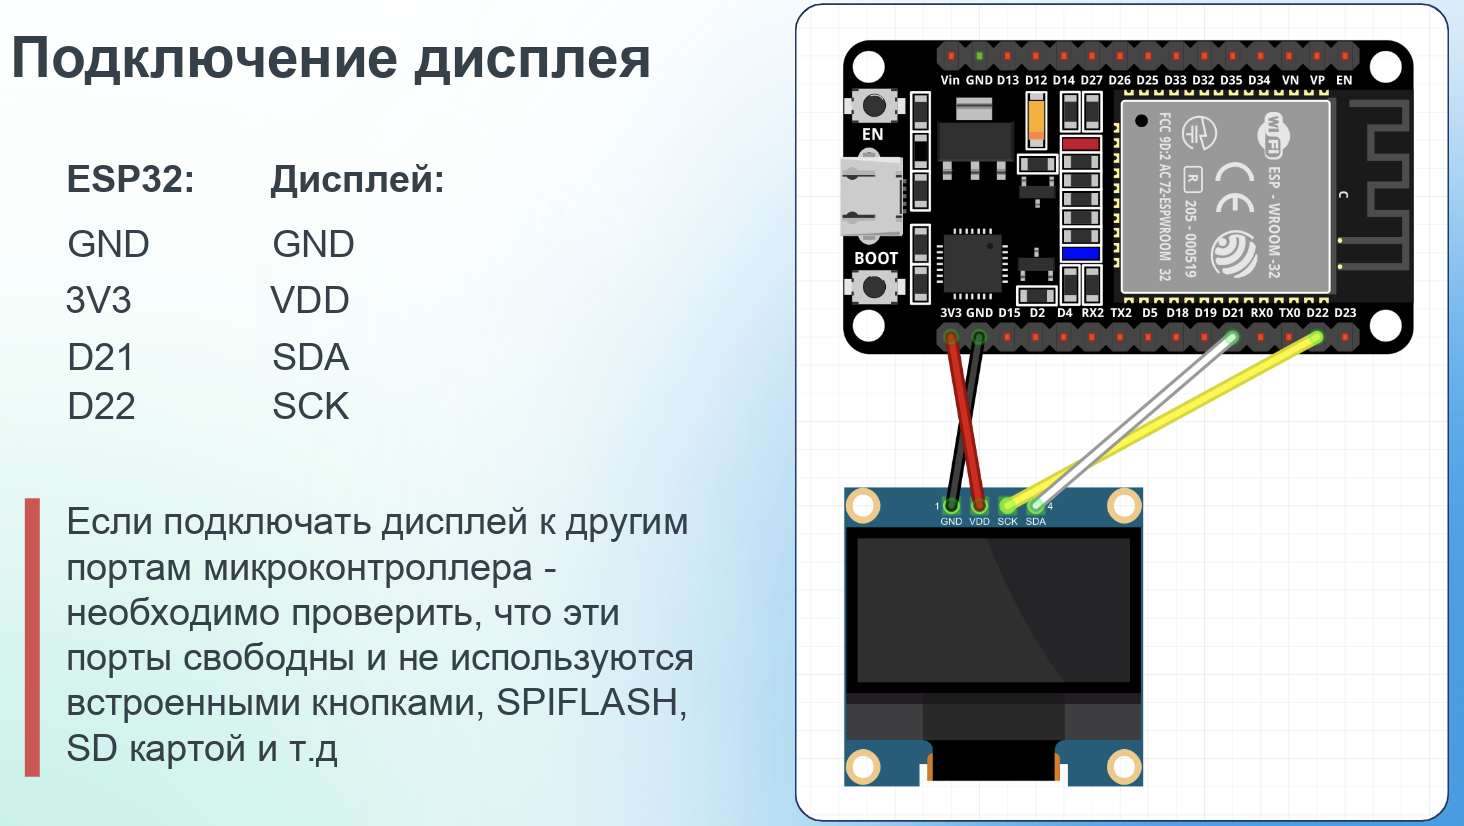 Подключение дисплея
ESP32: Дисплей:
GND GND
3V3 VDD
D21 SDA
D22 SCK
Если подключать дисплей к другим
портам микроконтроллера -
необходимо проверить, что эти
порты свободны и не используются
встроенными кнопками, SPIFLASH,
SD картой и т.д
Vin GND D13 D12 D14 D27 D26 D25 D33 D32 D35 D34 VN VP EN
EN
BOOT
FCC 9D:2 AC 72-ESPWROOM 32
R
205 - 000519
CE
WiFi
ESP - WROOM -32
C
3V3 GND D15 D2 D4 RX2 TX2 D5 D18 D19 D21 RX0 TX0 D22 D23
1 4
GND VDD SCK SDA